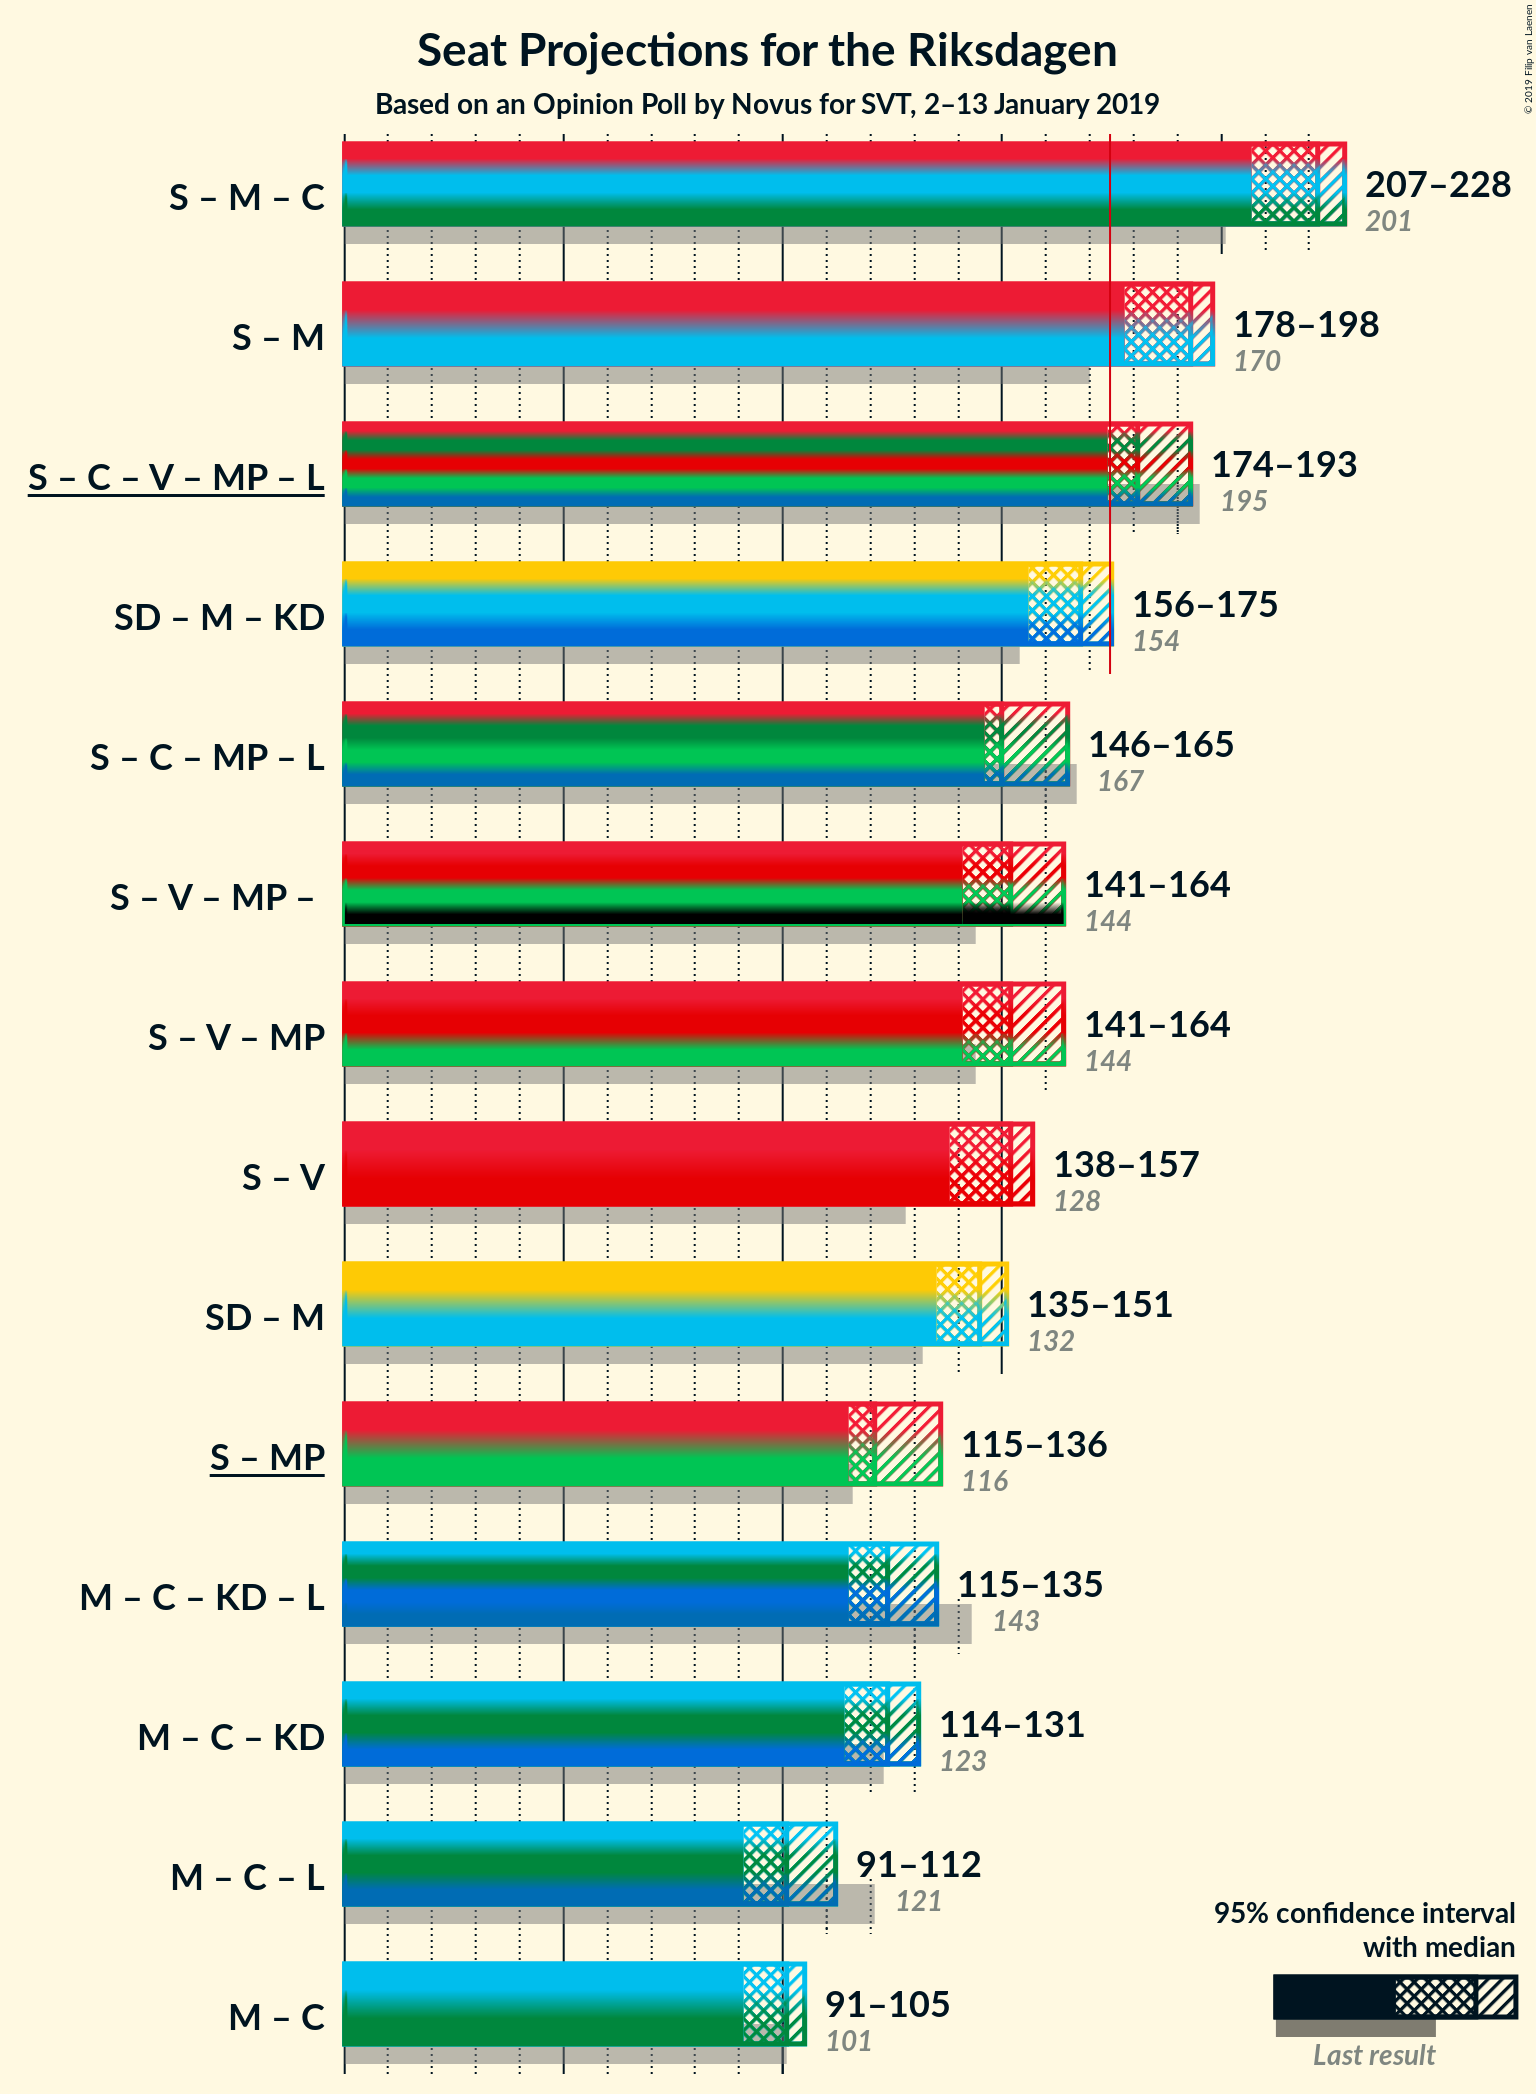 Seat Projections for the Riksdagen
Based on an Opinion Poll by Novus for SVT, 2–13 January 2019
© 2019 Filip van Laenen
S – M – C
207–228
201
S – M
178–198
170
S – C – V – MP – L
174–193
195
SD – M – KD
156–175
154
S – C – MP – L
146–165
167
S – V – MP –
141–164
144
S – V – MP
141–164
144
S – V
138–157
128
SD – M
135–151
132
S – MP
115–136
116
M – C – KD – L
115–135
143
M – C – KD
114–131
123
M – C – L
91–112
121
M – C
91–105
101
95% confidence interval
with median
Last result